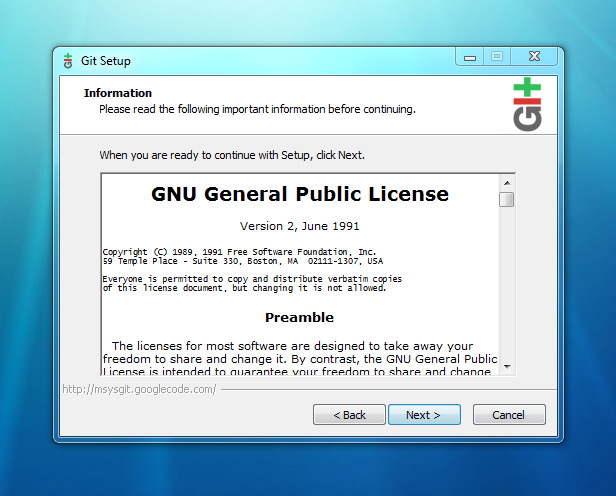 Git Setup
Information
Please read the following important information before continuing.
When you are ready to continue with Setup, click Next.
GNU General Public License
Version 2, June 1991
Copyright (C) 1989, 1991 Free Software Foundation, Inc.
59 Temple Place - Suite 330, Boston, MA  02111-1307, USA
Everyone is permitted to copy and distribute verbatim copies
of this license document, but changing it is not allowed.
Preamble
The licenses for most software are designed to take away your
freedom to share and change it. By contrast, the GNU General Public
License is intended to guarantee your freedom to share and change
http://msysgit.googlecode.com/
< Back
Next >
Cancel